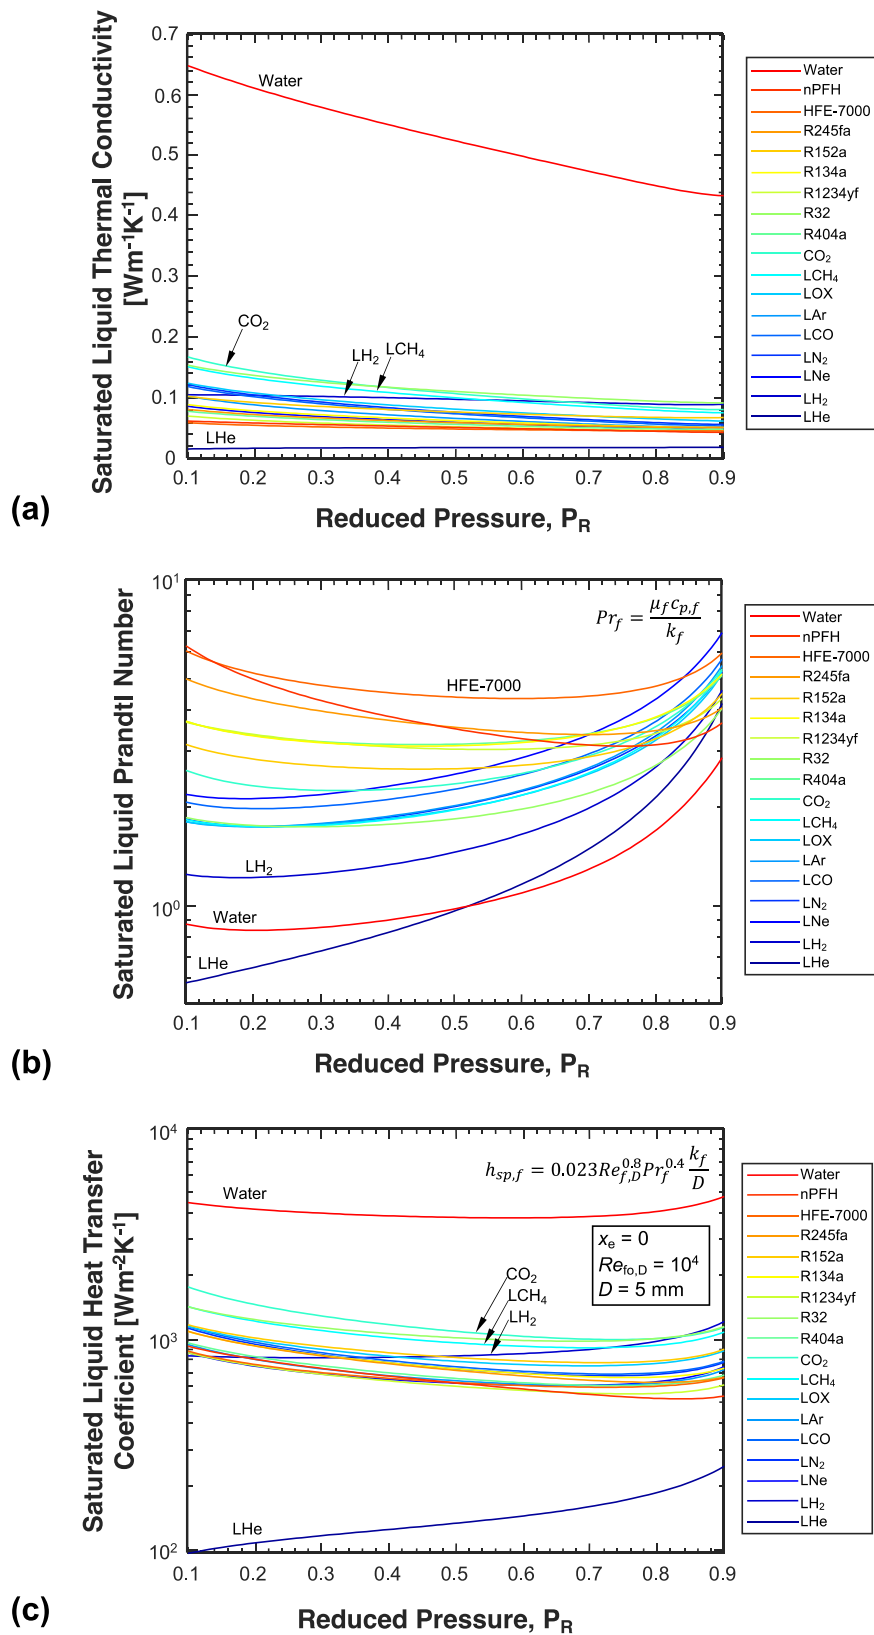 0.7
0.6
0.5
0.4
0.3
0.2
0.1
0
Saturated Liquid Thermal Conductivity
[Wm⁻¹K⁻¹]
Water
CO₂
LH₂
LCH₄
LHe
0.1 0.2 0.3 0.4 0.5 0.6 0.7 0.8 0.9
Reduced Pressure, P_R
(a)
Water
nPFH
HFE-7000
R245fa
R152a
R134a
R1234yf
R32
R404a
CO₂
LCH₄
LOX
LAr
LCO
LN₂
LNe
LH₂
LHe
10¹
10⁰
Saturated Liquid Prandtl Number
Pr_f = μ_f c_{p,f} / k_f
HFE-7000
LH₂
Water
LHe
0.1 0.2 0.3 0.4 0.5 0.6 0.7 0.8 0.9
Reduced Pressure, P_R
(b)
Water
nPFH
HFE-7000
R245fa
R152a
R134a
R1234yf
R32
R404a
CO₂
LCH₄
LOX
LAr
LCO
LN₂
LNe
LH₂
LHe
10⁴
10³
10²
Saturated Liquid Heat Transfer
Coefficient [Wm⁻²K⁻¹]
h_{sp,f} = 0.023Re_{f,D}^{0.8}Pr_f^{0.4} k_f / D
Water
x_e = 0
Re_{fo,D} = 10⁴
D = 5 mm
CO₂
LCH₄
LH₂
LHe
0.1 0.2 0.3 0.4 0.5 0.6 0.7 0.8 0.9
Reduced Pressure, P_R
(c)
Water
nPFH
HFE-7000
R245fa
R152a
R134a
R1234yf
R32
R404a
CO₂
LCH₄
LOX
LAr
LCO
LN₂
LNe
LH₂
LHe